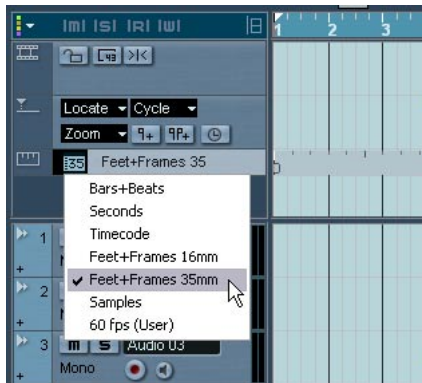 m S R W
1 2 3
Locate Cycle
Zoom
35 Feet+Frames 35
Bars+Beats
Seconds
Timecode
Feet+Frames 16mm
Feet+Frames 35mm
Samples
60 fps (User)
1
2
3 m S Audio 03
Mono